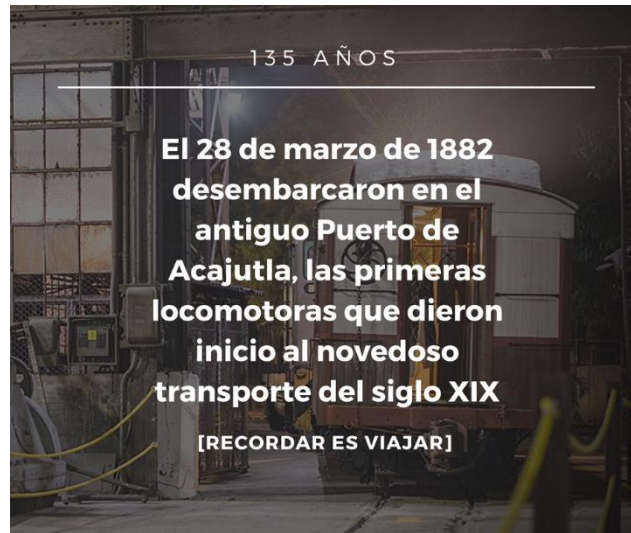 135 AÑOS
El 28 de marzo de 1882
desembarcaron en el
antiguo Puerto de
Acajutla, las primeras
locomotoras que dieron
inicio al novedoso
transporte del siglo XIX
[RECORDAR ES VIAJAR]